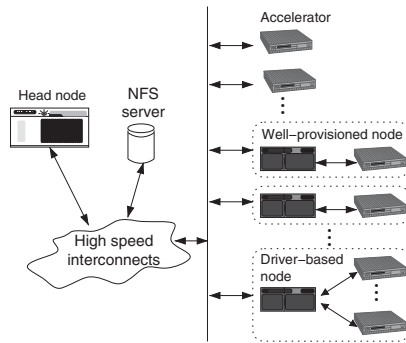 Accelerator
Head node
NFS
server
Well–provisioned node
High speed
interconnects
Driver–based
node